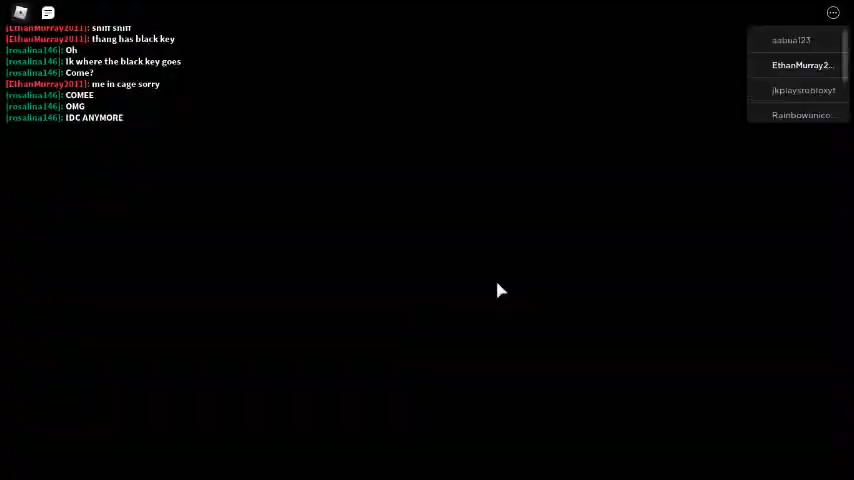 [EthanMurray2011]: sniff sniff
[EthanMurray2011]: thang has black key
[rosalina146]: Oh
[rosalina146]: Ik where the black key goes
[rosalina146]: Come?
[EthanMurray2011]: me in cage sorry
[rosalina146]: COMEE
[rosalina146]: OMG
[rosalina146]: IDC ANYMORE
aabua123
EthanMurray2...
jkplaysrobloxyt
Rainbowunico...